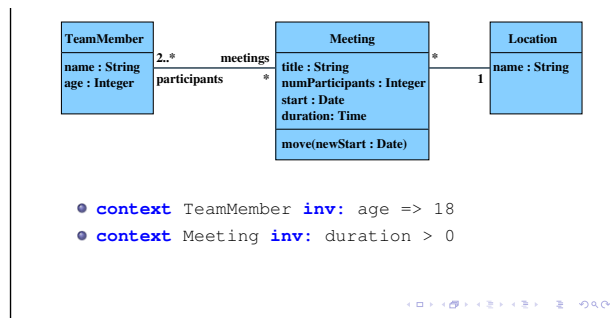 TeamMember
name : String
age : Integer
2..*
participants
meetings
*
Meeting
title : String
numParticipants : Integer
start : Date
duration: Time
move(newStart : Date)
*
1
Location
name : String
context TeamMember inv: age => 18
context Meeting inv: duration > 0